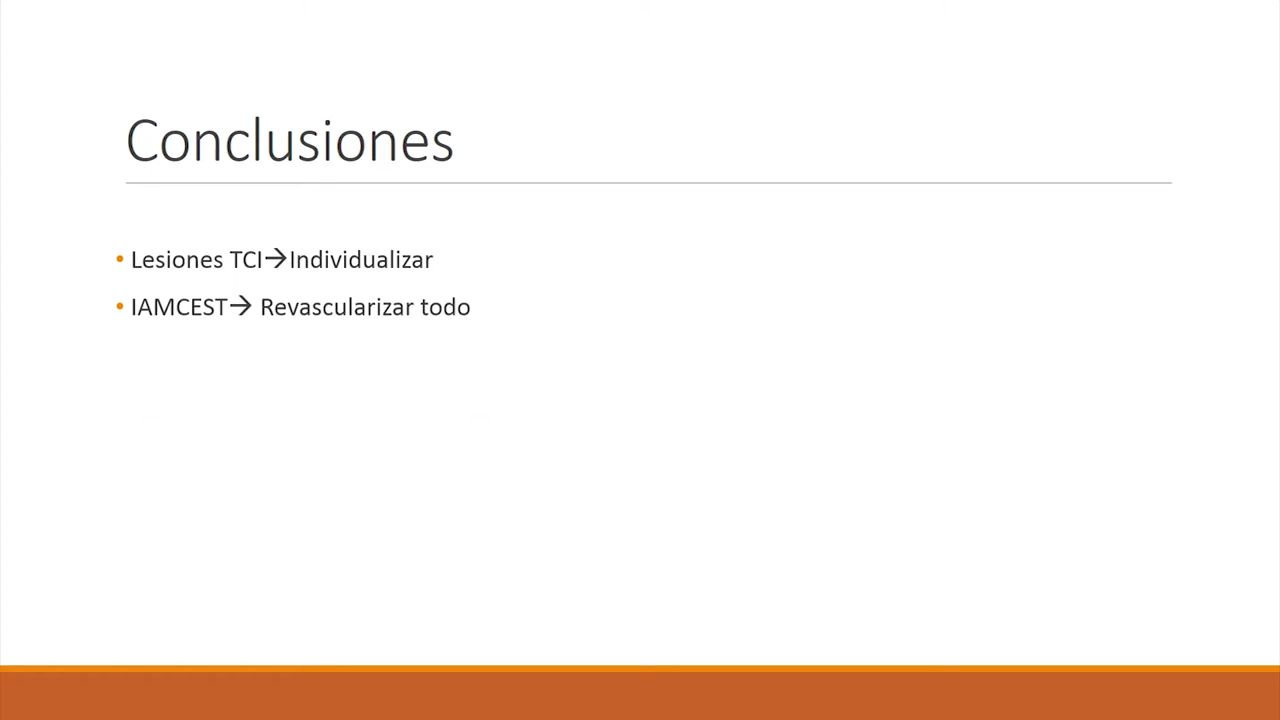 Conclusiones
• Lesiones TCI→Individualizar
• IAMCEST→ Revascularizar todo